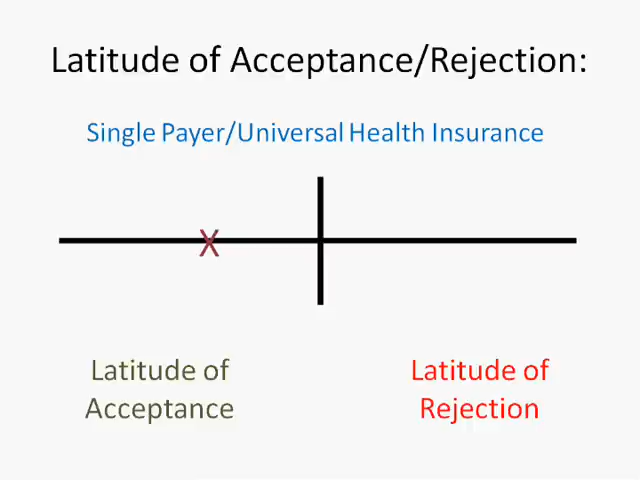 Latitude of Acceptance/Rejection:
Single Payer/Universal Health Insurance
X
Latitude of
Acceptance
Latitude of
Rejection